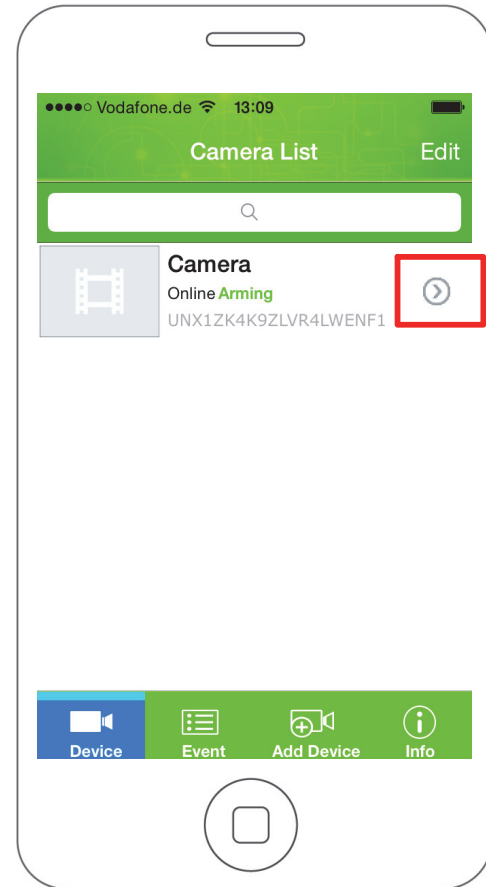 ●●●●○ Vodafone.de 13:09
Camera List Edit
Camera
Online Arming
UNX1ZK4K9ZLVR4LWENF1
Device Event Add Device Info